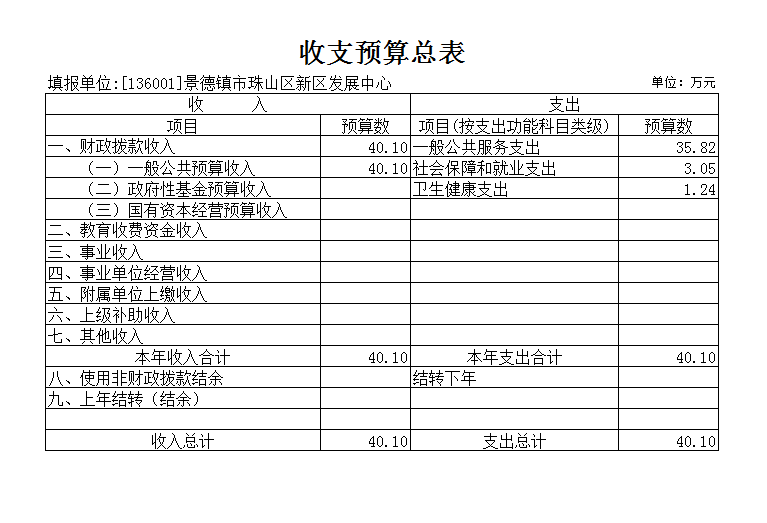 收支预算总表
填报单位:[136001]景德镇市珠山区新区发展中心 单位：万元
收 入 支出
项目 预算数 项目(按支出功能科目类级) 预算数
一、财政拨款收入 40.10 一般公共服务支出 35.82
（一）一般公共预算收入 40.10 社会保障和就业支出 3.05
（二）政府性基金预算收入 卫生健康支出 1.24
（三）国有资本经营预算收入
二、教育收费资金收入
三、事业收入
四、事业单位经营收入
五、附属单位上缴收入
六、上级补助收入
七、其他收入
本年收入合计 40.10 本年支出合计 40.10
八、使用非财政拨款结余 结转下年
九、上年结转（结余）
收入总计 40.10 支出总计 40.10